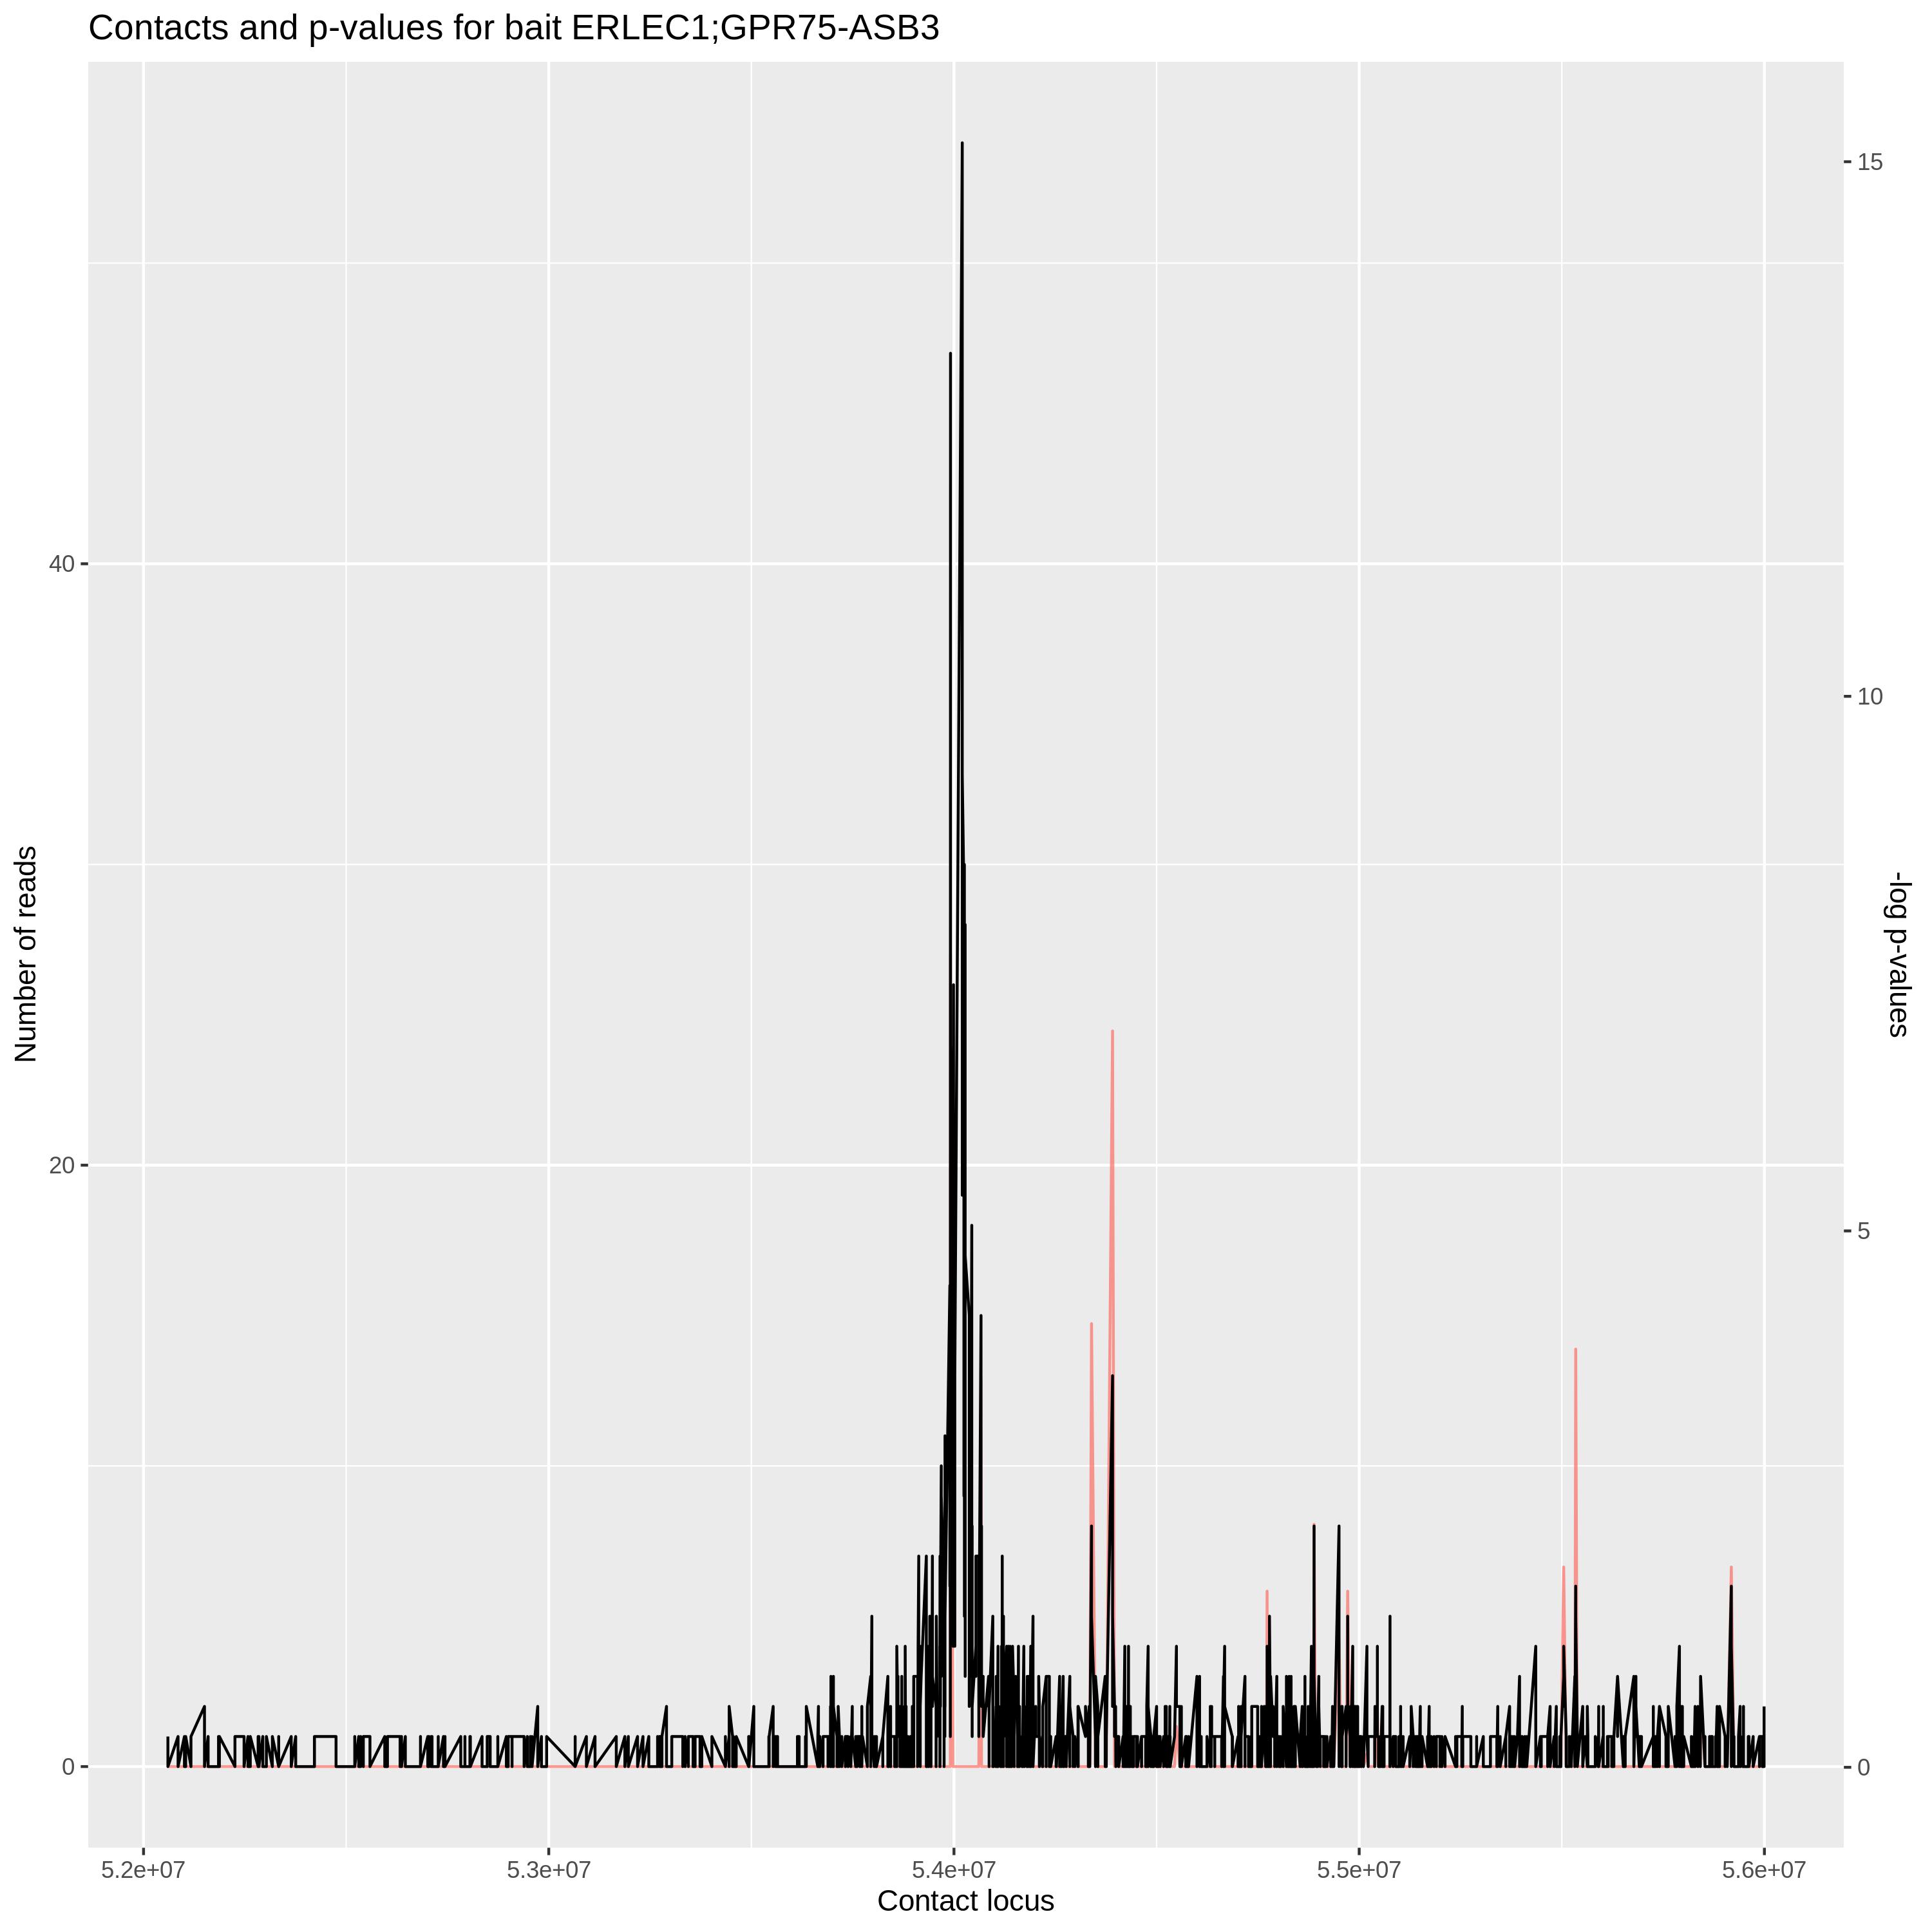 Contacts and p-values for bait ERLEC1;GPR75-ASB3
15
40
10
Number of reads
-log p-values
20
5
0
0
5.2e+07
5.3e+07
5.4e+07
5.5e+07
5.6e+07
Contact locus